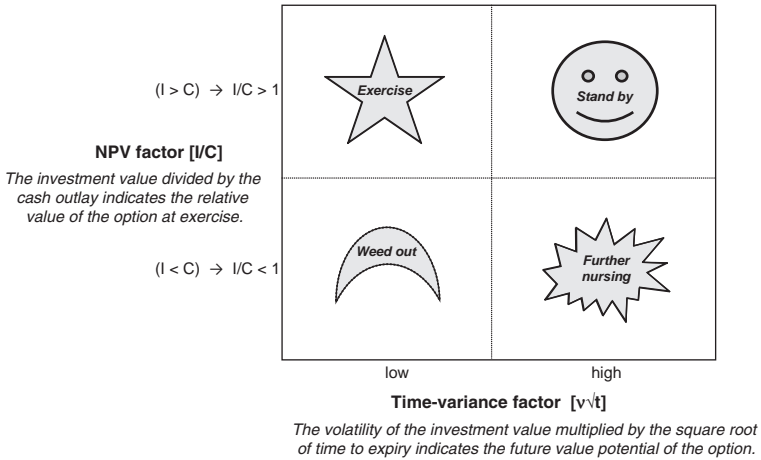 (I > C) → I/C > 1
Exercise
Stand by
NPV factor [I/C]
The investment value divided by the
cash outlay indicates the relative
value of the option at exercise.
(I < C) → I/C < 1
Weed out
Further
nursing
low
high
Time-variance factor [ν√t]
The volatility of the investment value multiplied by the square root
of time to expiry indicates the future value potential of the option.